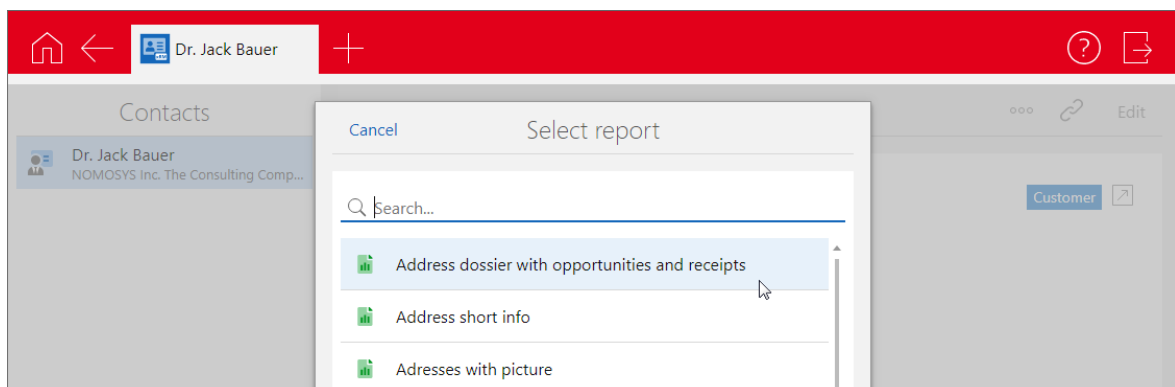 Dr. Jack Bauer
Contacts
Edit
Dr. Jack Bauer
NOMOSYS Inc. The Consulting Comp...
Customer
Cancel
Select report
Search...
Address dossier with opportunities and receipts
Address short info
Adresses with picture